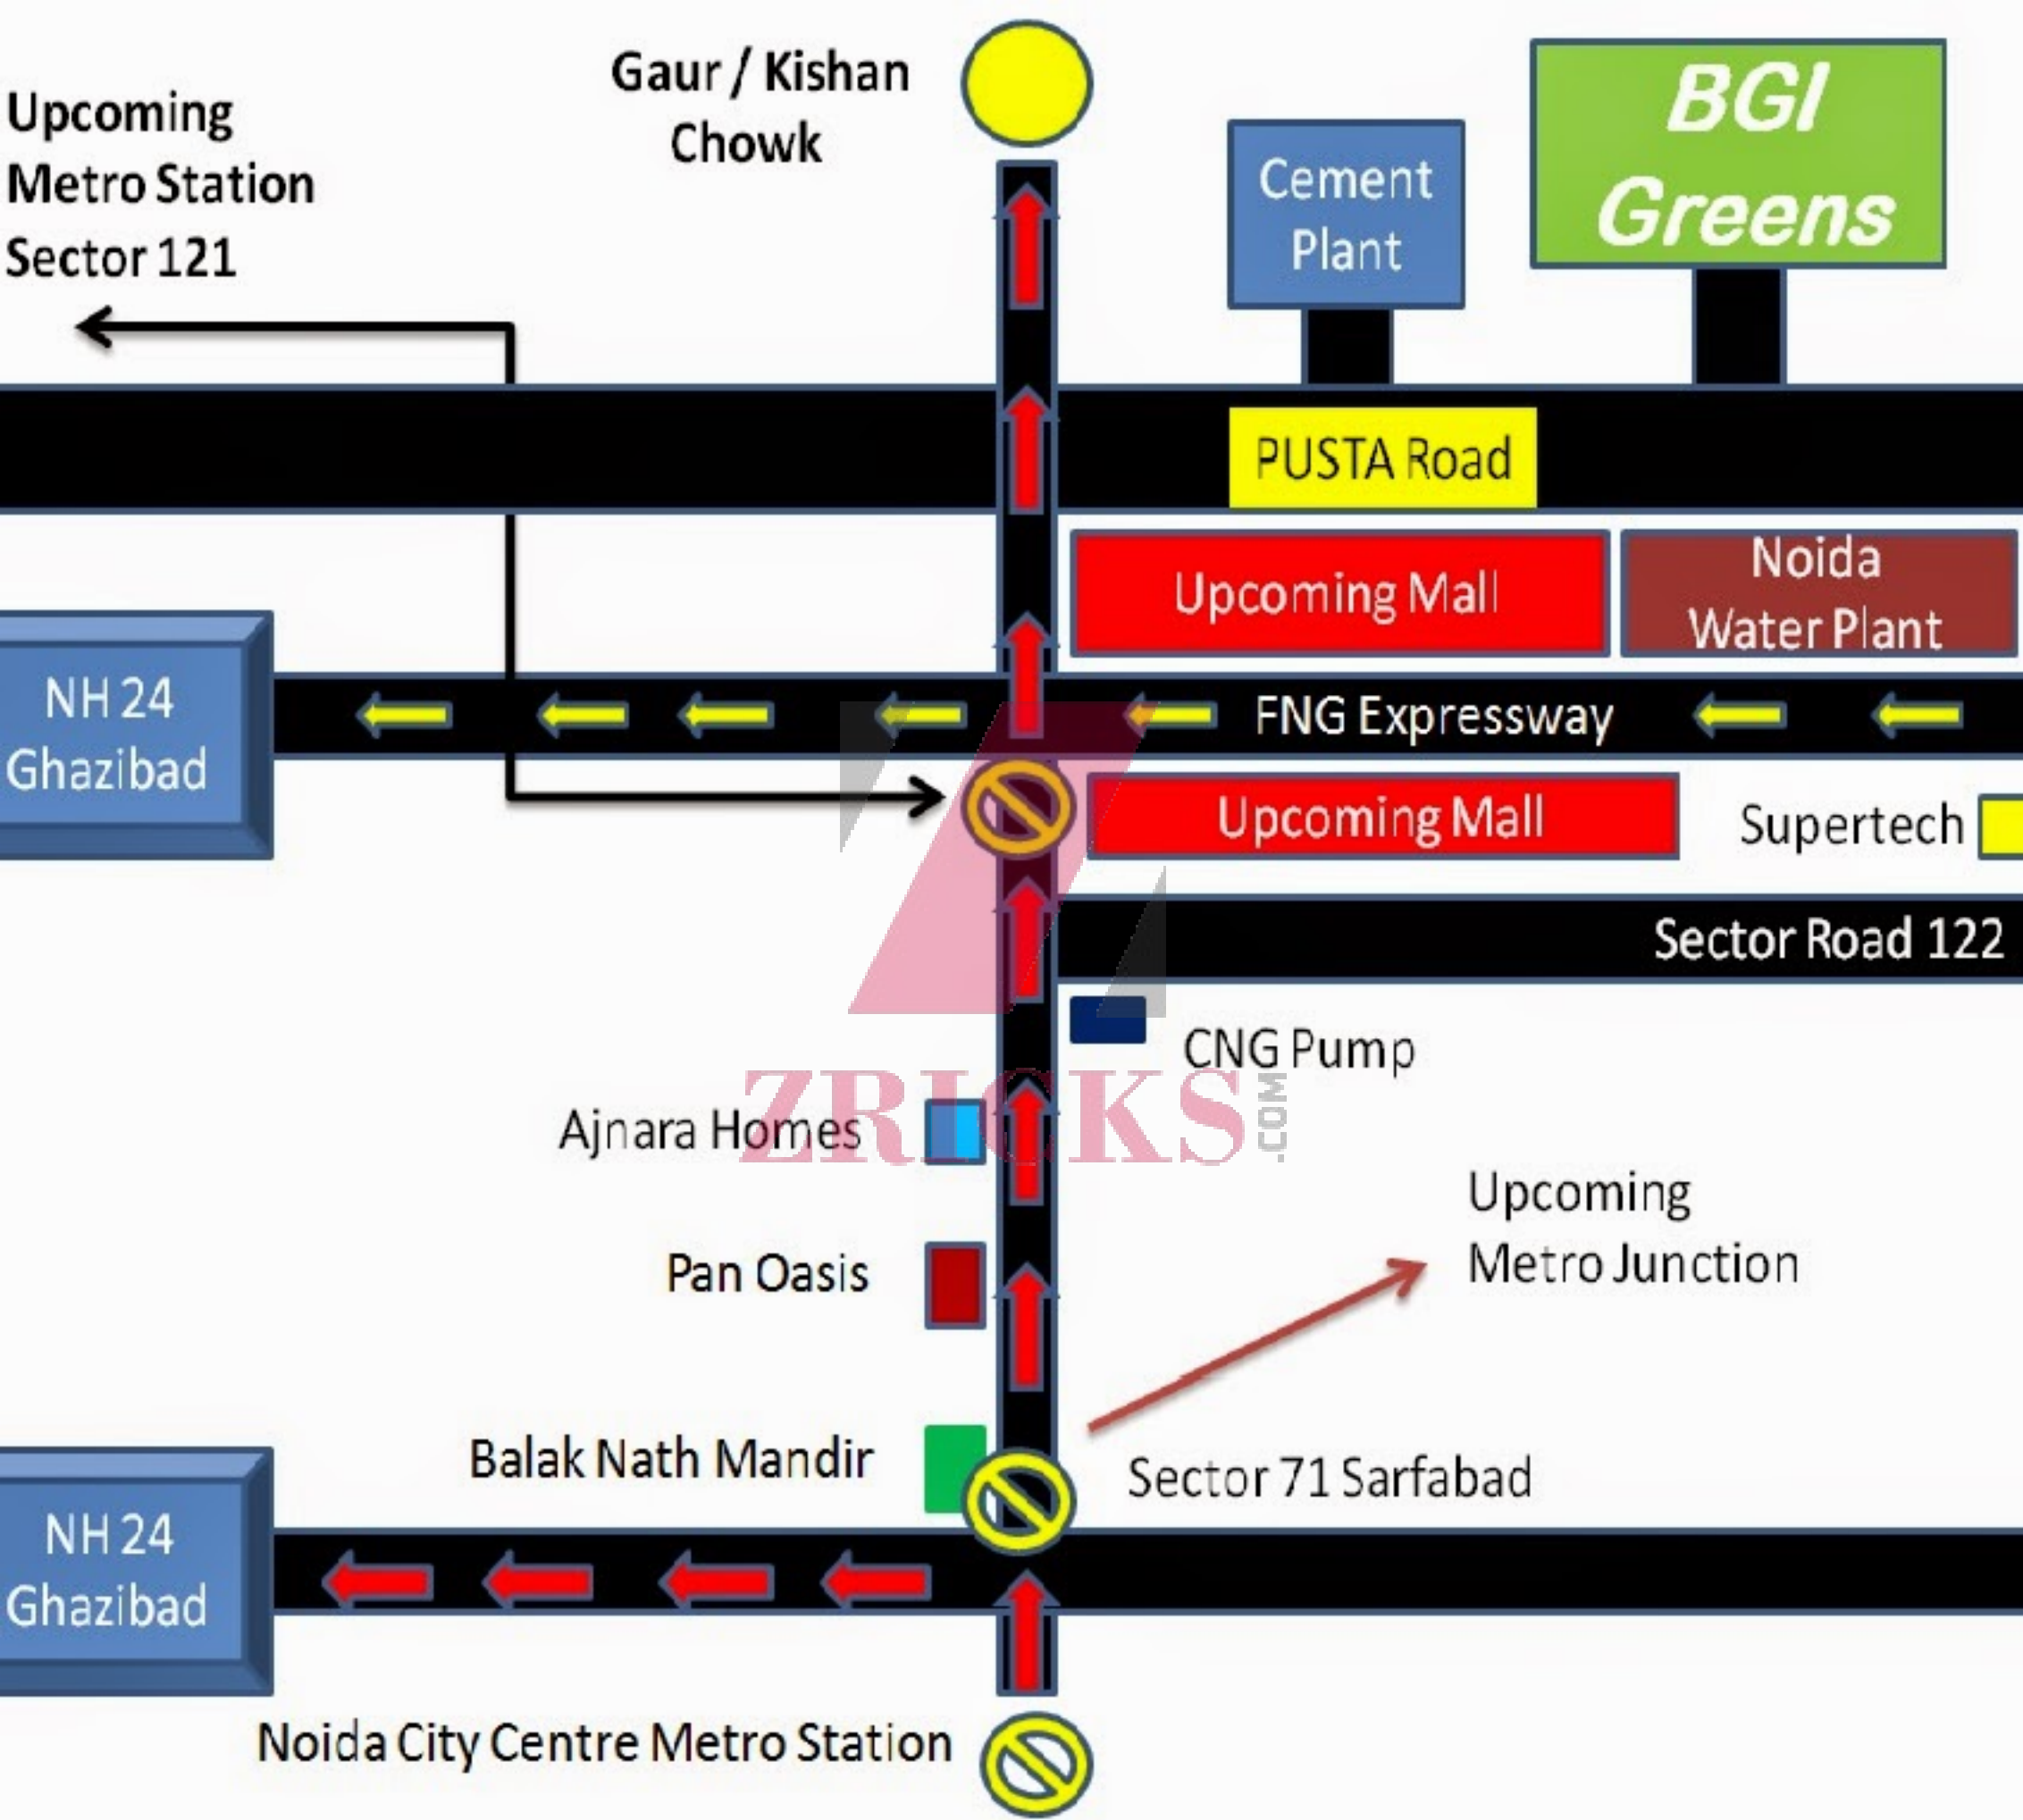 Gaur / Kishan
Chowk
Upcoming
Metro Station
Sector 121
Cement
Plant
BGI
Greens
PUSTA Road
Upcoming Mall
Noida
Water Plant
NH 24
Ghazibad
FNG Expressway
Upcoming Mall
Supertech
Sector Road 122
CNG Pump
ZRICKS
.COM
Ajnara Homes
Upcoming
Metro Junction
Pan Oasis
Balak Nath Mandir
Sector 71 Sarfabad
NH 24
Ghazibad
Noida City Centre Metro Station